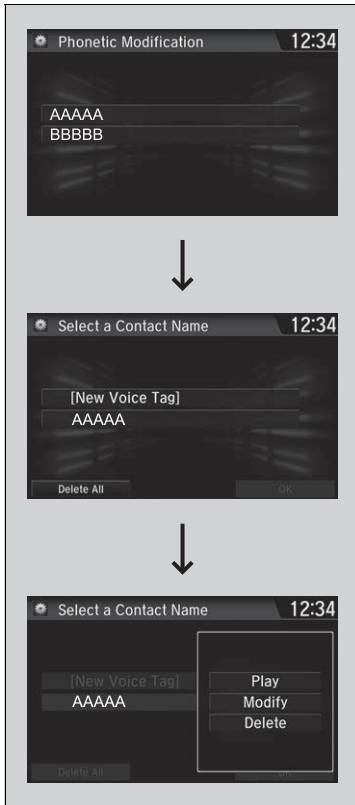 Phonetic Modification 12:34
AAAAA
BBBBB
Select a Contact Name 12:34
[New Voice Tag]
AAAAA
Delete All OK
Select a Contact Name 12:34
[New Voice Tag]
AAAAA
Play
Modify
Delete
Delete All OK